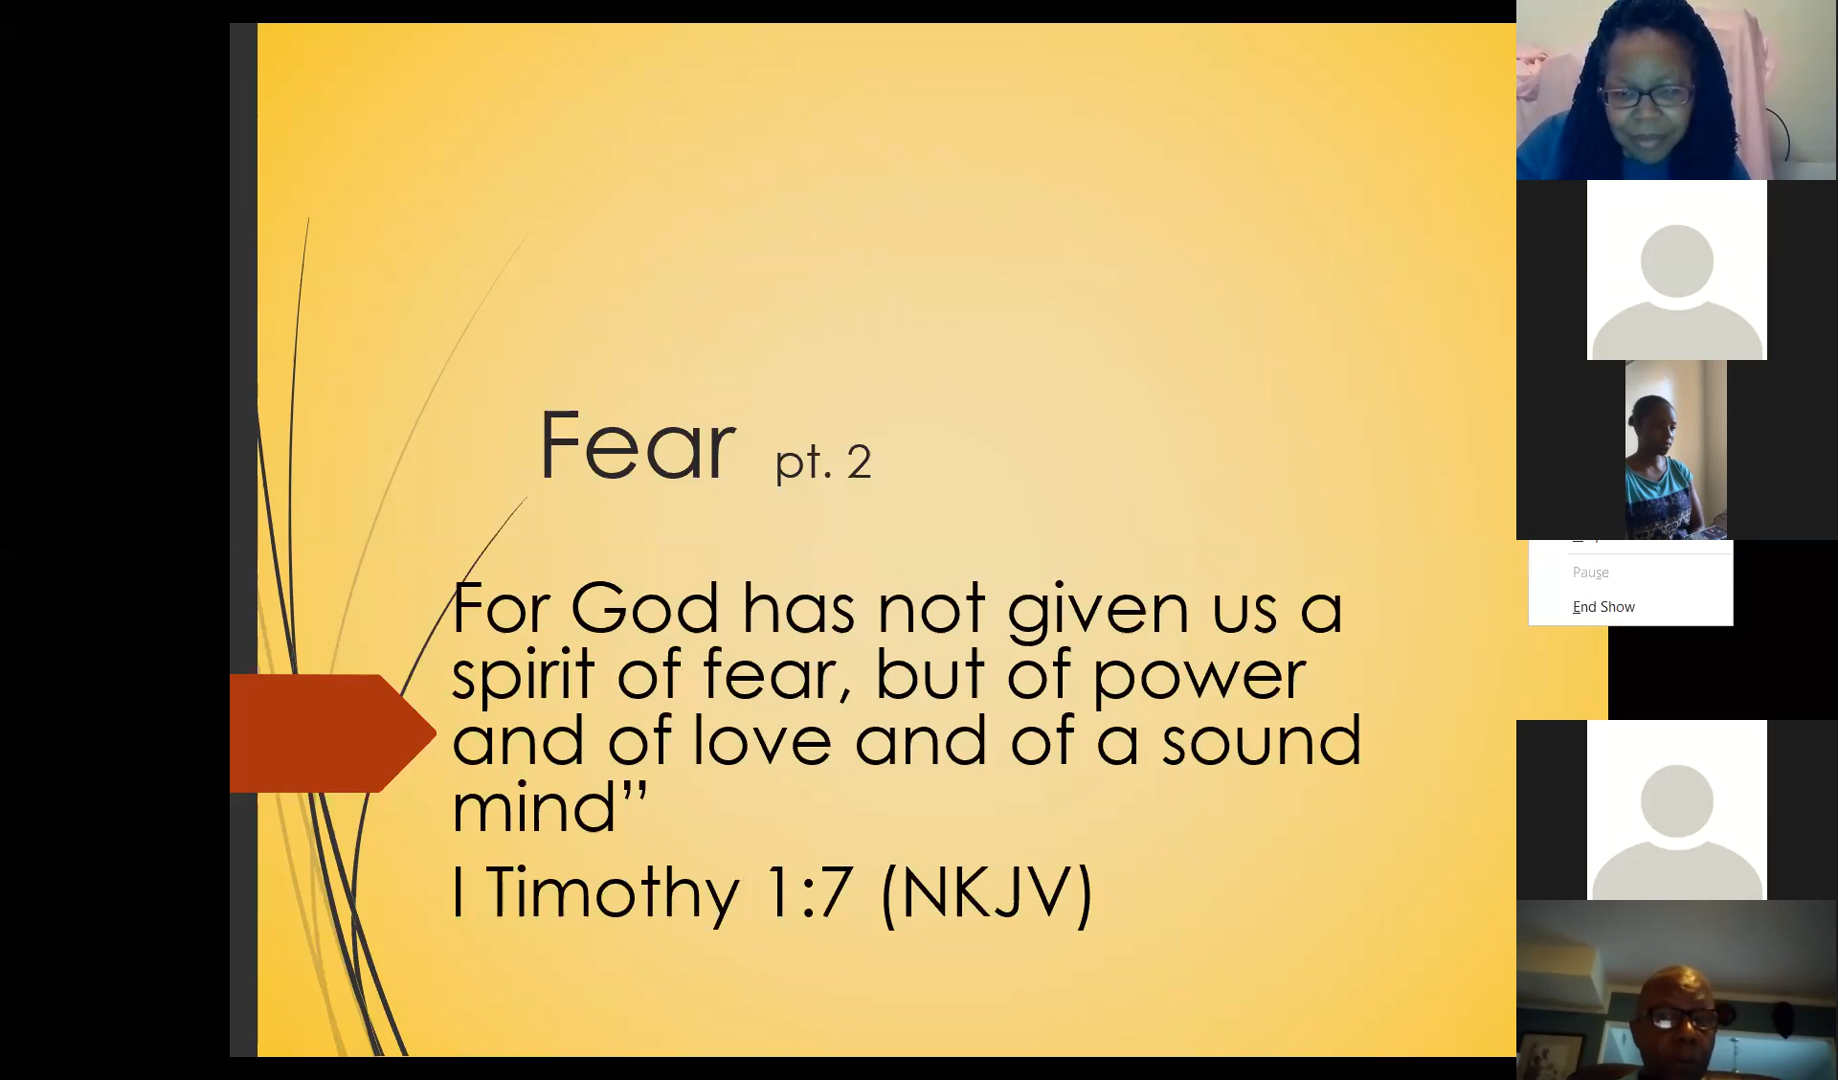 Fear pt. 2
For God has not given us a
spirit of fear, but of power
and of love and of a sound
mind”
I Timothy 1:7 (NKJV)
Pause
End Show